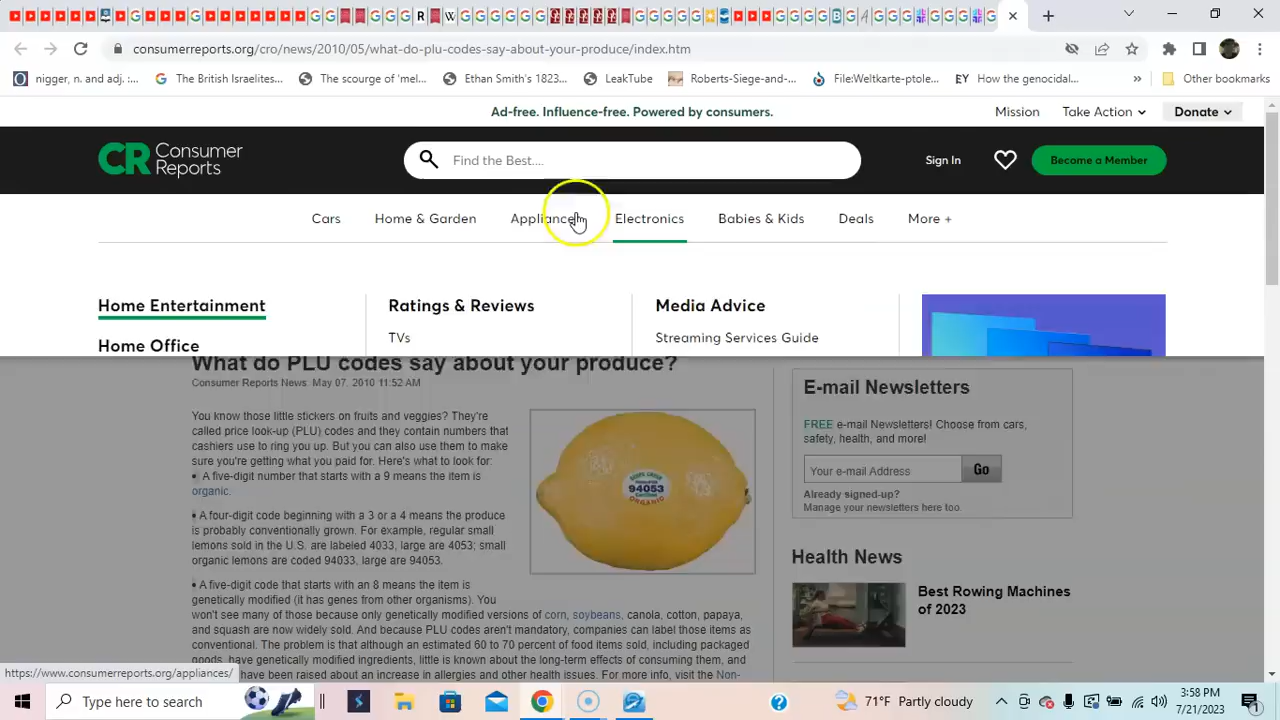 consumerreports.org/cro/news/2010/05/what-do-plu-codes-say-about-your-produce/index.htm
nigger, n. and adj. :...
The British Israelites...
The scourge of 'mel...
Ethan Smith's 1823...
LeakTube
Roberts-Siege-and-...
File:Weltkarte-ptole...
EY How the genocidal...
» Other bookmarks
Ad-free. Influence-free. Powered by consumers.
Mission Take Action Donate
CR Consumer Reports
Find the Best....
Sign In
Become a Member
Cars Home & Garden Appliances Electronics Babies & Kids Deals More +
Home Entertainment
Home Office
Ratings & Reviews
TVs
Media Advice
Streaming Services Guide
What do PLU codes say about your produce?
Consumer Reports News: May 07, 2010 11:52 AM
You know those little stickers on fruits and veggies? They're
called price look-up (PLU) codes and they contain numbers that
cashiers use to ring you up. But you can also use them to make
sure you're getting what you paid for. Here's what to look for:
• A five-digit number that starts with a 9 means the item is
organic.
• A four-digit code beginning with a 3 or a 4 means the produce
is probably conventionally grown. For example, regular small
lemons sold in the U.S. are labeled 4033, large are 4053; small
organic lemons are coded 94033, large are 94053.
• A five-digit code that starts with an 8 means the item is
genetically modified (it has genes from other organisms). You
won't see many of those because only genetically modified versions of corn, soybeans, canola, cotton, papaya,
and squash are now widely sold. And because PLU codes aren't mandatory, companies can label those items as
conventional. The problem is that although an estimated 60 to 70 percent of food items sold, including packaged
goods, have genetically modified ingredients, little is known about the long-term effects of consuming them, and
have been raised about an increase in allergies and other health issues. For more info, visit the Non-
94053
ORGANIC
E-mail Newsletters
FREE e-mail Newsletters! Choose from cars,
safety, health, and more!
Your e-mail Address Go
Already signed-up?
Manage your newsletters here too.
Health News
Best Rowing Machines
of 2023
https://www.consumerreports.org/appliances/
Type here to search
71°F Partly cloudy
3:58 PM
7/21/2023